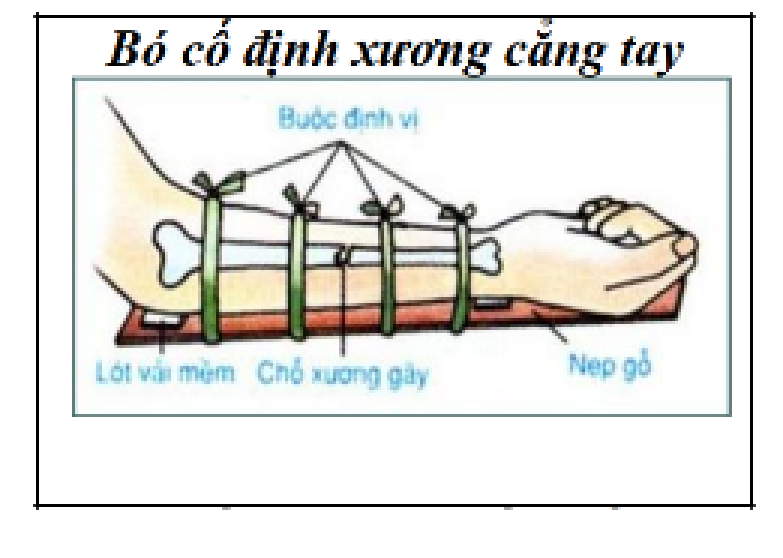 Bó cố định xương cẳng tay
Buộc định vị
Lót vải mềm
Chỗ xương gãy
Nẹp gỗ